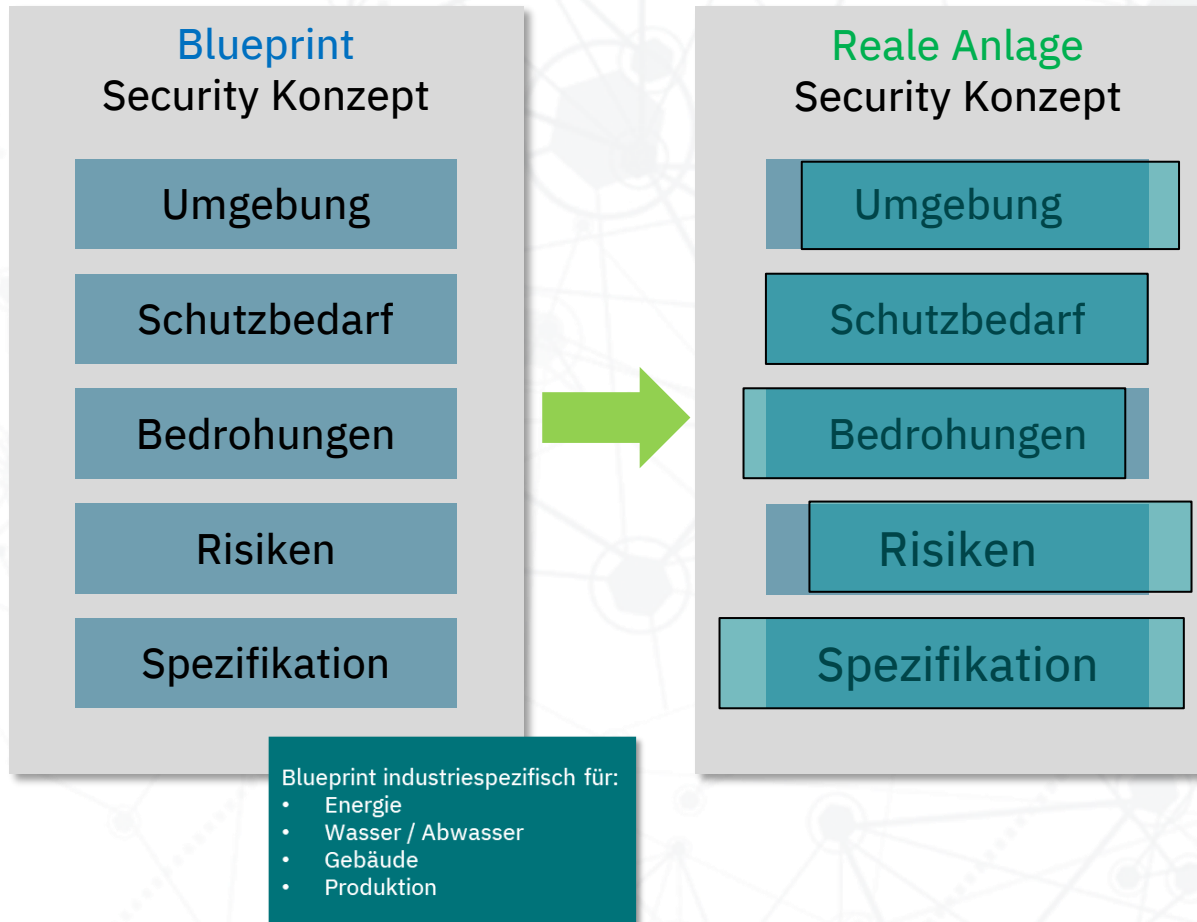 Blueprint
Security Konzept
Umgebung
Schutzbedarf
Bedrohungen
Risiken
Spezifikation
Blueprint industriespezifisch für:
• Energie
• Wasser / Abwasser
• Gebäude
• Produktion
Reale Anlage
Security Konzept
Umgebung
Schutzbedarf
Bedrohungen
Risiken
Spezifikation